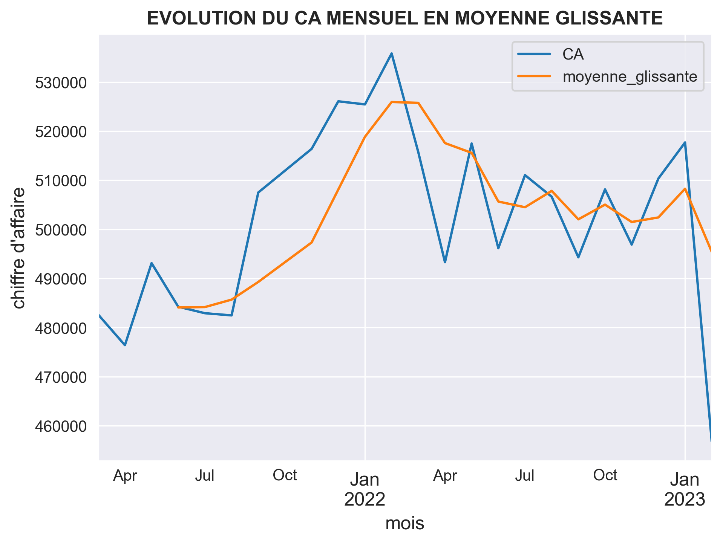 EVOLUTION DU CA MENSUEL EN MOYENNE GLISSANTE
CA
moyenne_glissante
530000
520000
510000
500000
490000
480000
470000
460000
chiffre d'affaire
Apr
Jul
Oct
Jan
2022
Apr
Jul
Oct
Jan
2023
mois